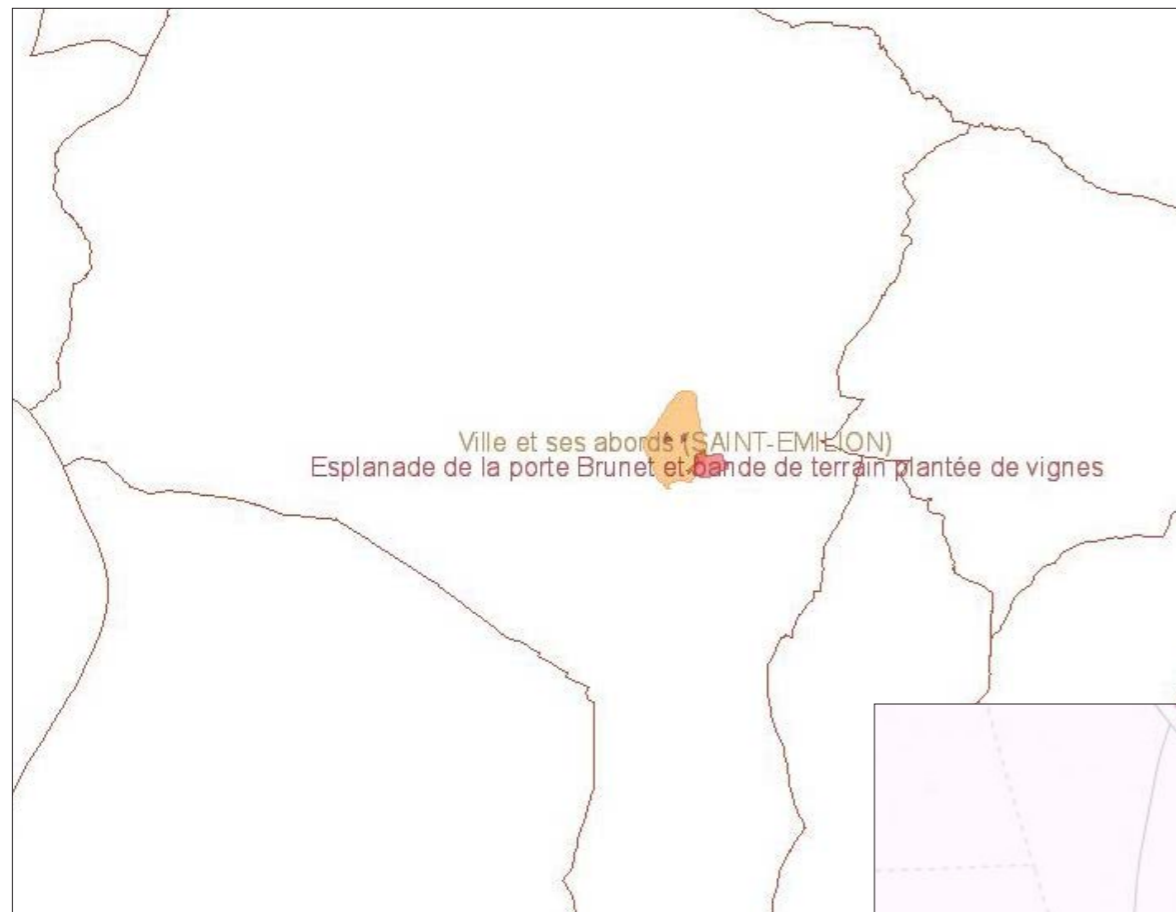 Ville et ses abords (SAINT-EMILION)
Esplanade de la porte Brunet et bande de terrain plantée de vignes